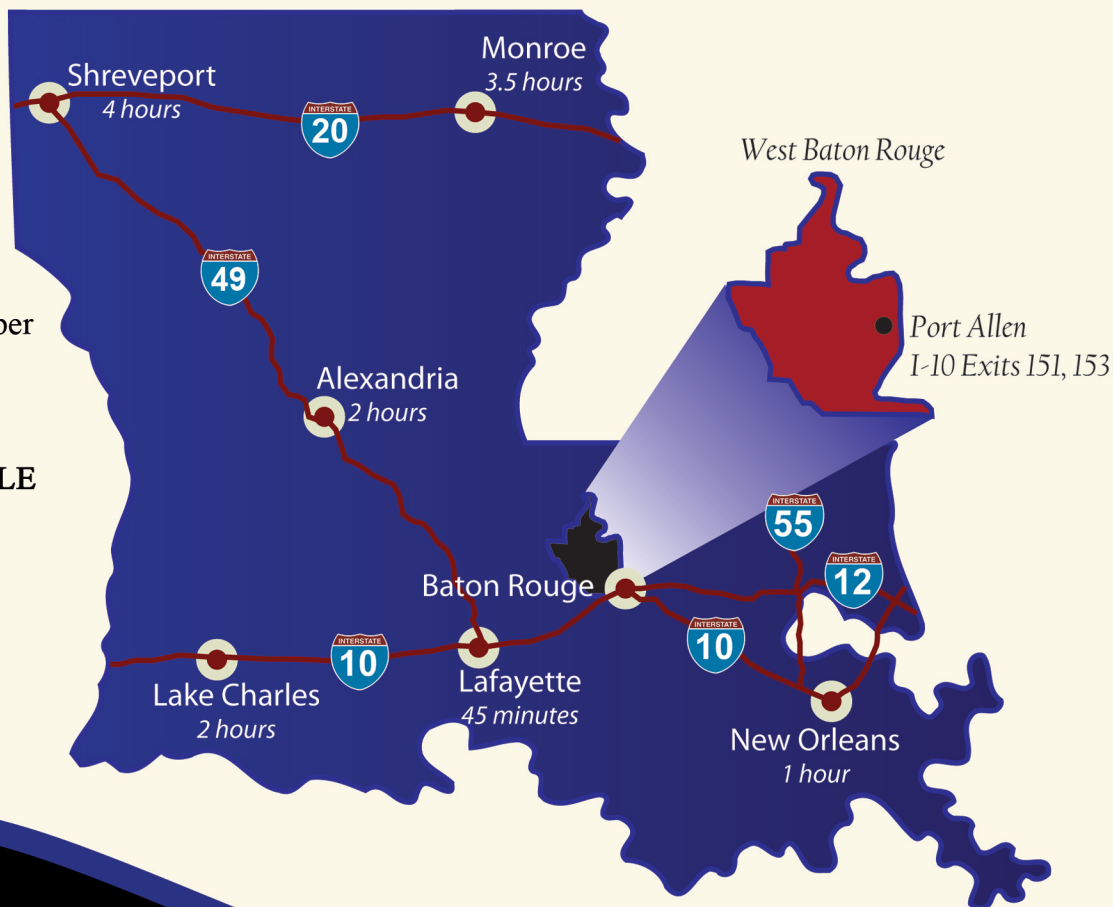 Monroe
3.5 hours
Shreveport
4 hours
INTERSTATE
20
West Baton Rouge
INTERSTATE
49
Port Allen
I-10 Exits 151, 153
Alexandria
2 hours
LE
INTERSTATE
55
INTERSTATE
12
Baton Rouge
INTERSTATE
10
INTERSTATE
10
Lake Charles
2 hours
Lafayette
45 minutes
New Orleans
1 hour